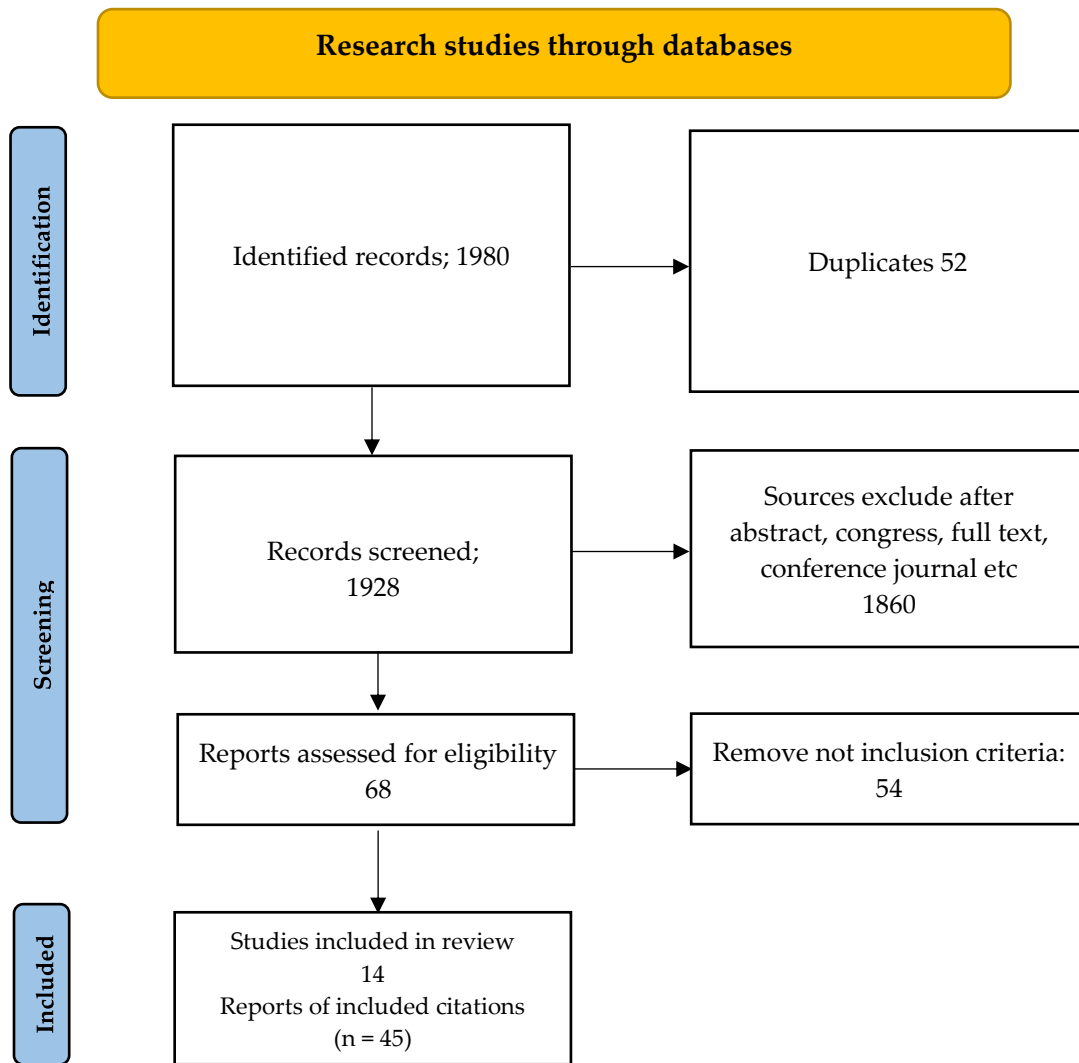 Research studies through databases
Identification
Identified records; 1980
Duplicates 52
Screening
Records screened;
1928
Sources exclude after
abstract, congress, full text,
conference journal etc
1860
Reports assessed for eligibility
68
Remove not inclusion criteria:
54
Included
Studies included in review
14
Reports of included citations
(n = 45)